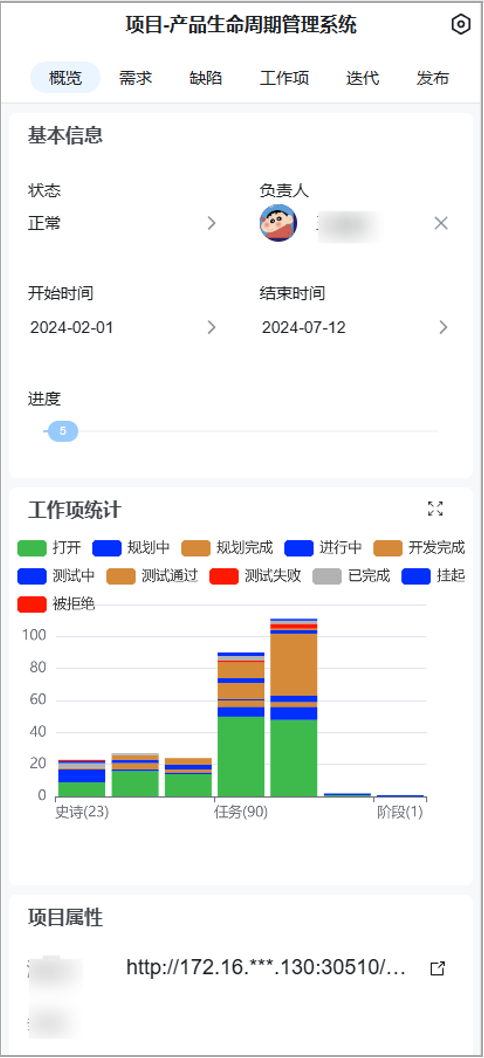 项目-产品生命周期管理系统
概览 需求 缺陷 工作项 迭代 发布
基本信息
状态 负责人
正常
开始时间 结束时间
2024-02-01 2024-07-12
进度
5
工作项统计
打开 规划中 规划完成 进行中 开发完成
测试中 测试通过 测试失败 已完成 挂起
被拒绝
100
80
60
40
20
0
史诗(23) 任务(90) 阶段(1)
项目属性
http://172.16.***.130:30510/...